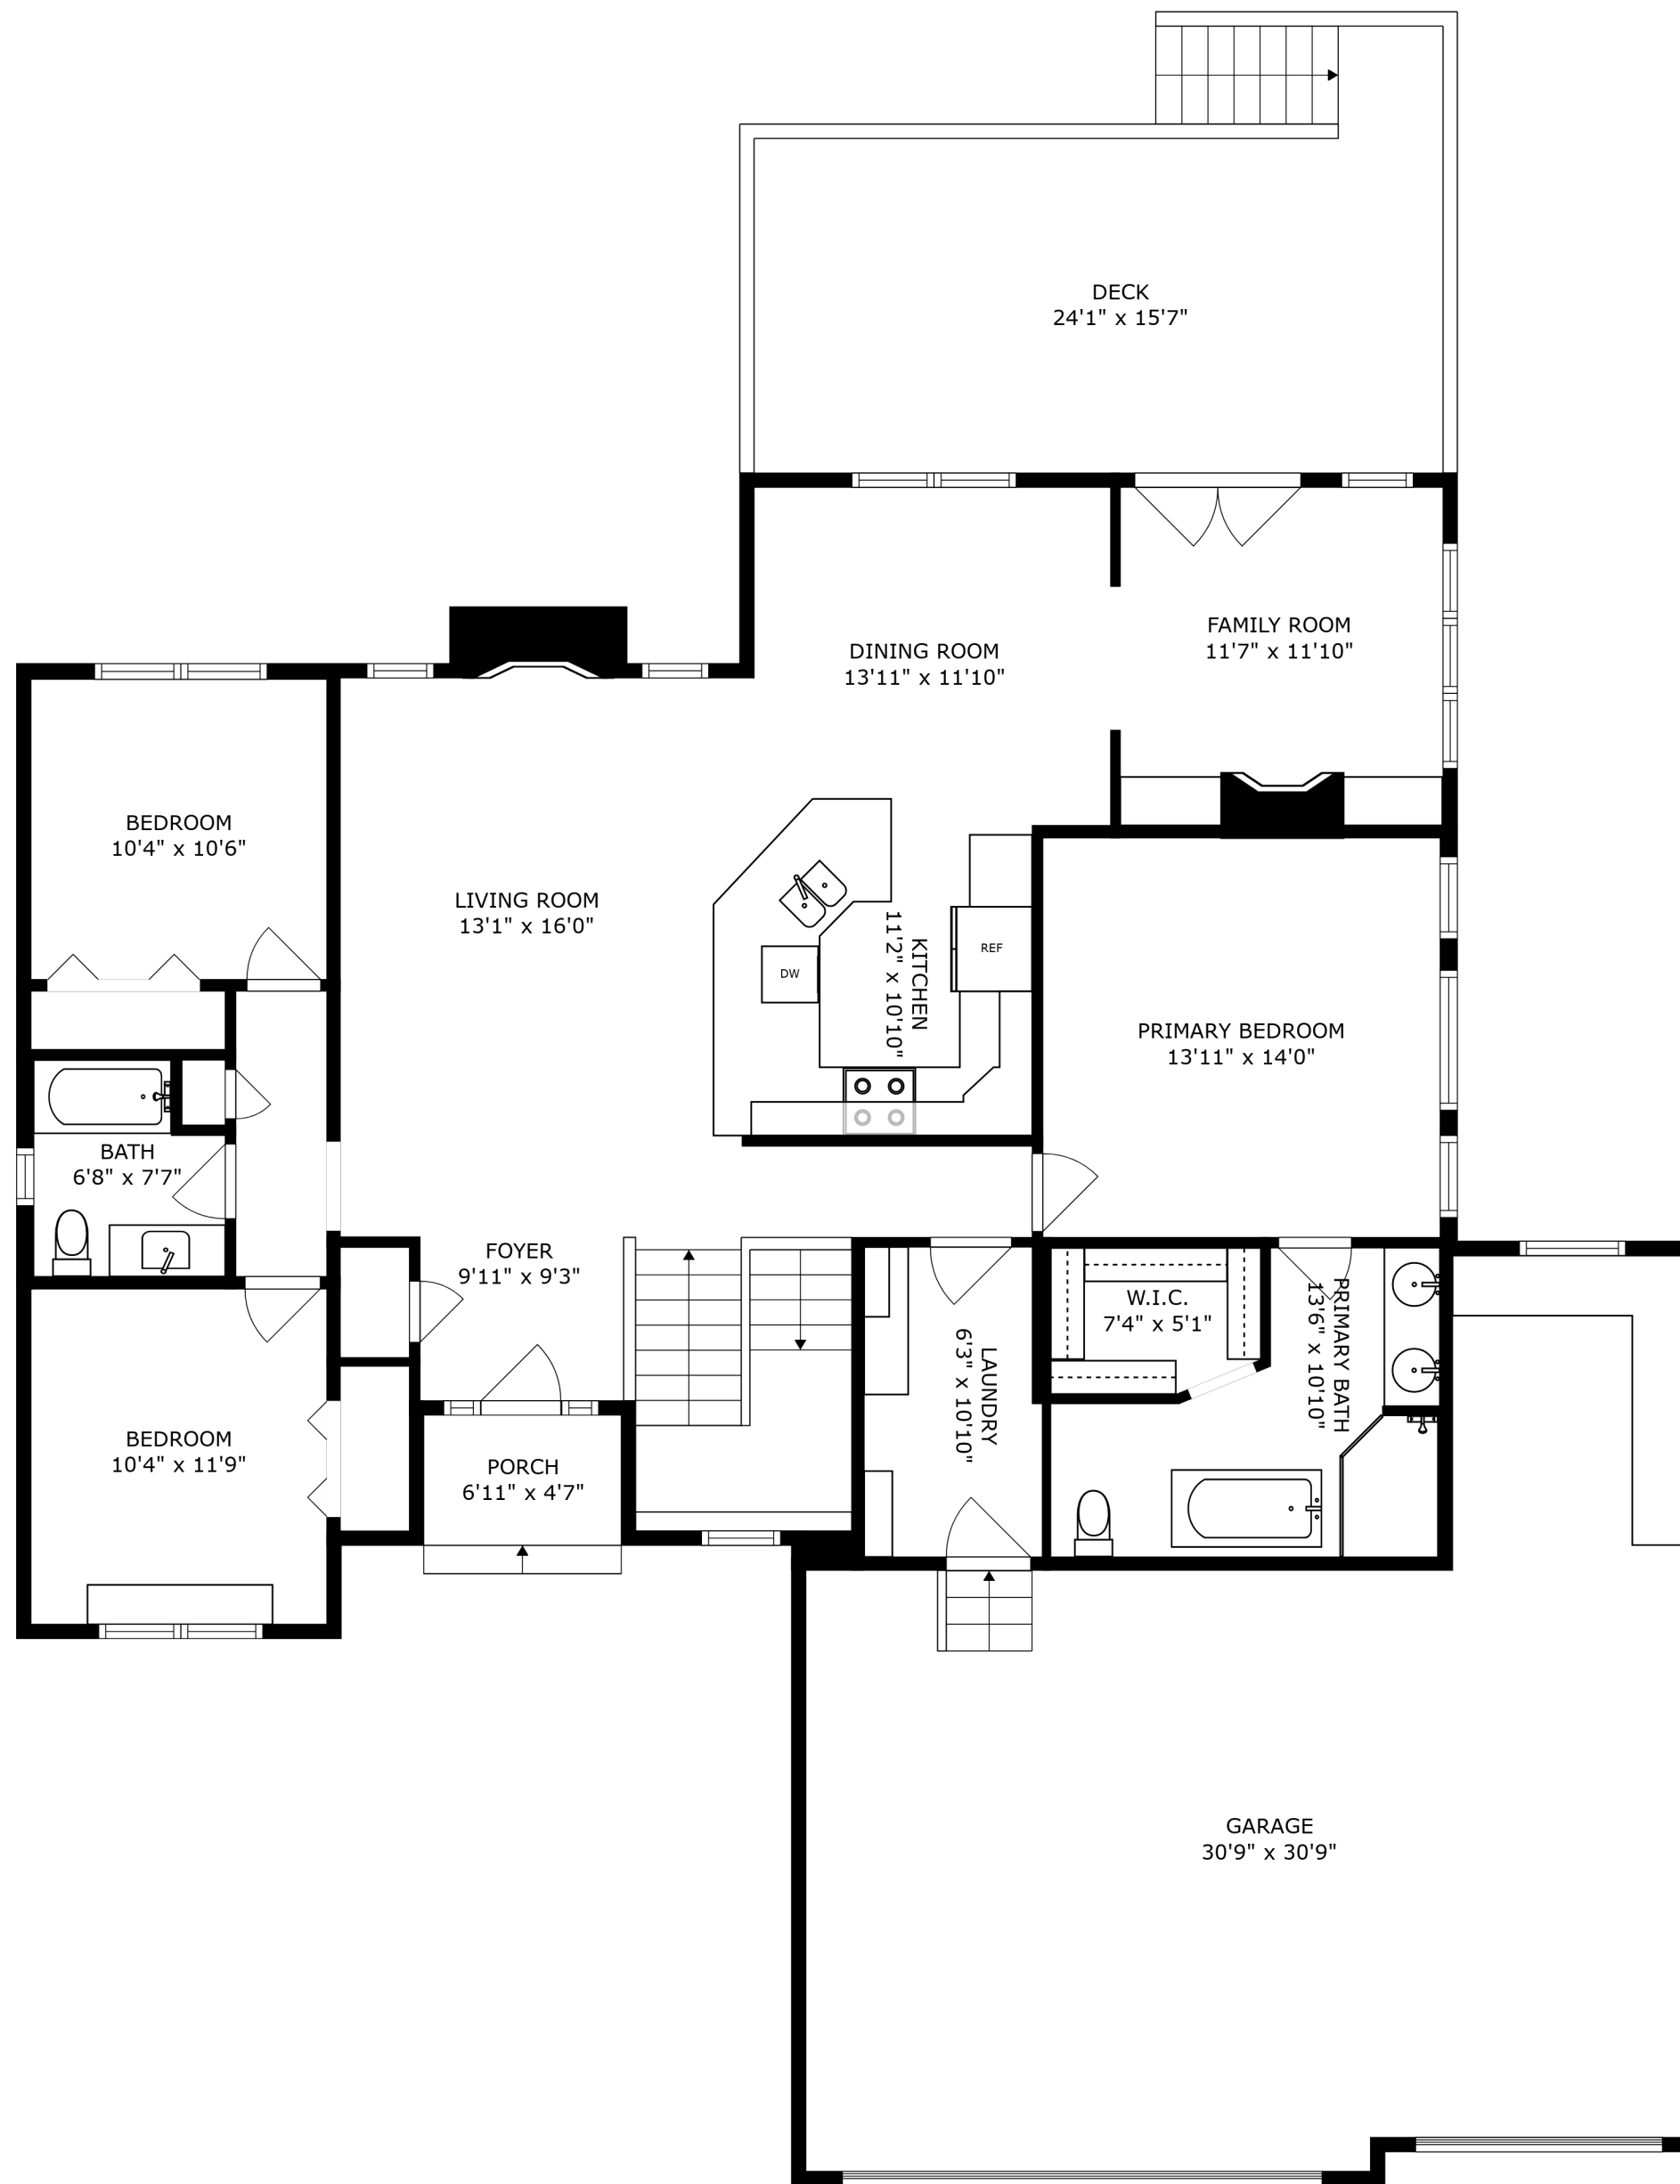 DECK
24'1" x 15'7"
FAMILY ROOM
11'7" x 11'10"
DINING ROOM
13'11" x 11'10"
BEDROOM
10'4" x 10'6"
LIVING ROOM
13'1" x 16'0"
KITCHEN
11'2" x 10'10"
REF
DW
PRIMARY BEDROOM
13'11" x 14'0"
BATH
6'8" x 7'7"
FOYER
9'11" x 9'3"
W.I.C.
7'4" x 5'1"
PRIMARY BATH
13'6" x 10'10"
LAUNDRY
6'3" x 10'10"
BEDROOM
10'4" x 11'9"
PORCH
6'11" x 4'7"
GARAGE
30'9" x 30'9"